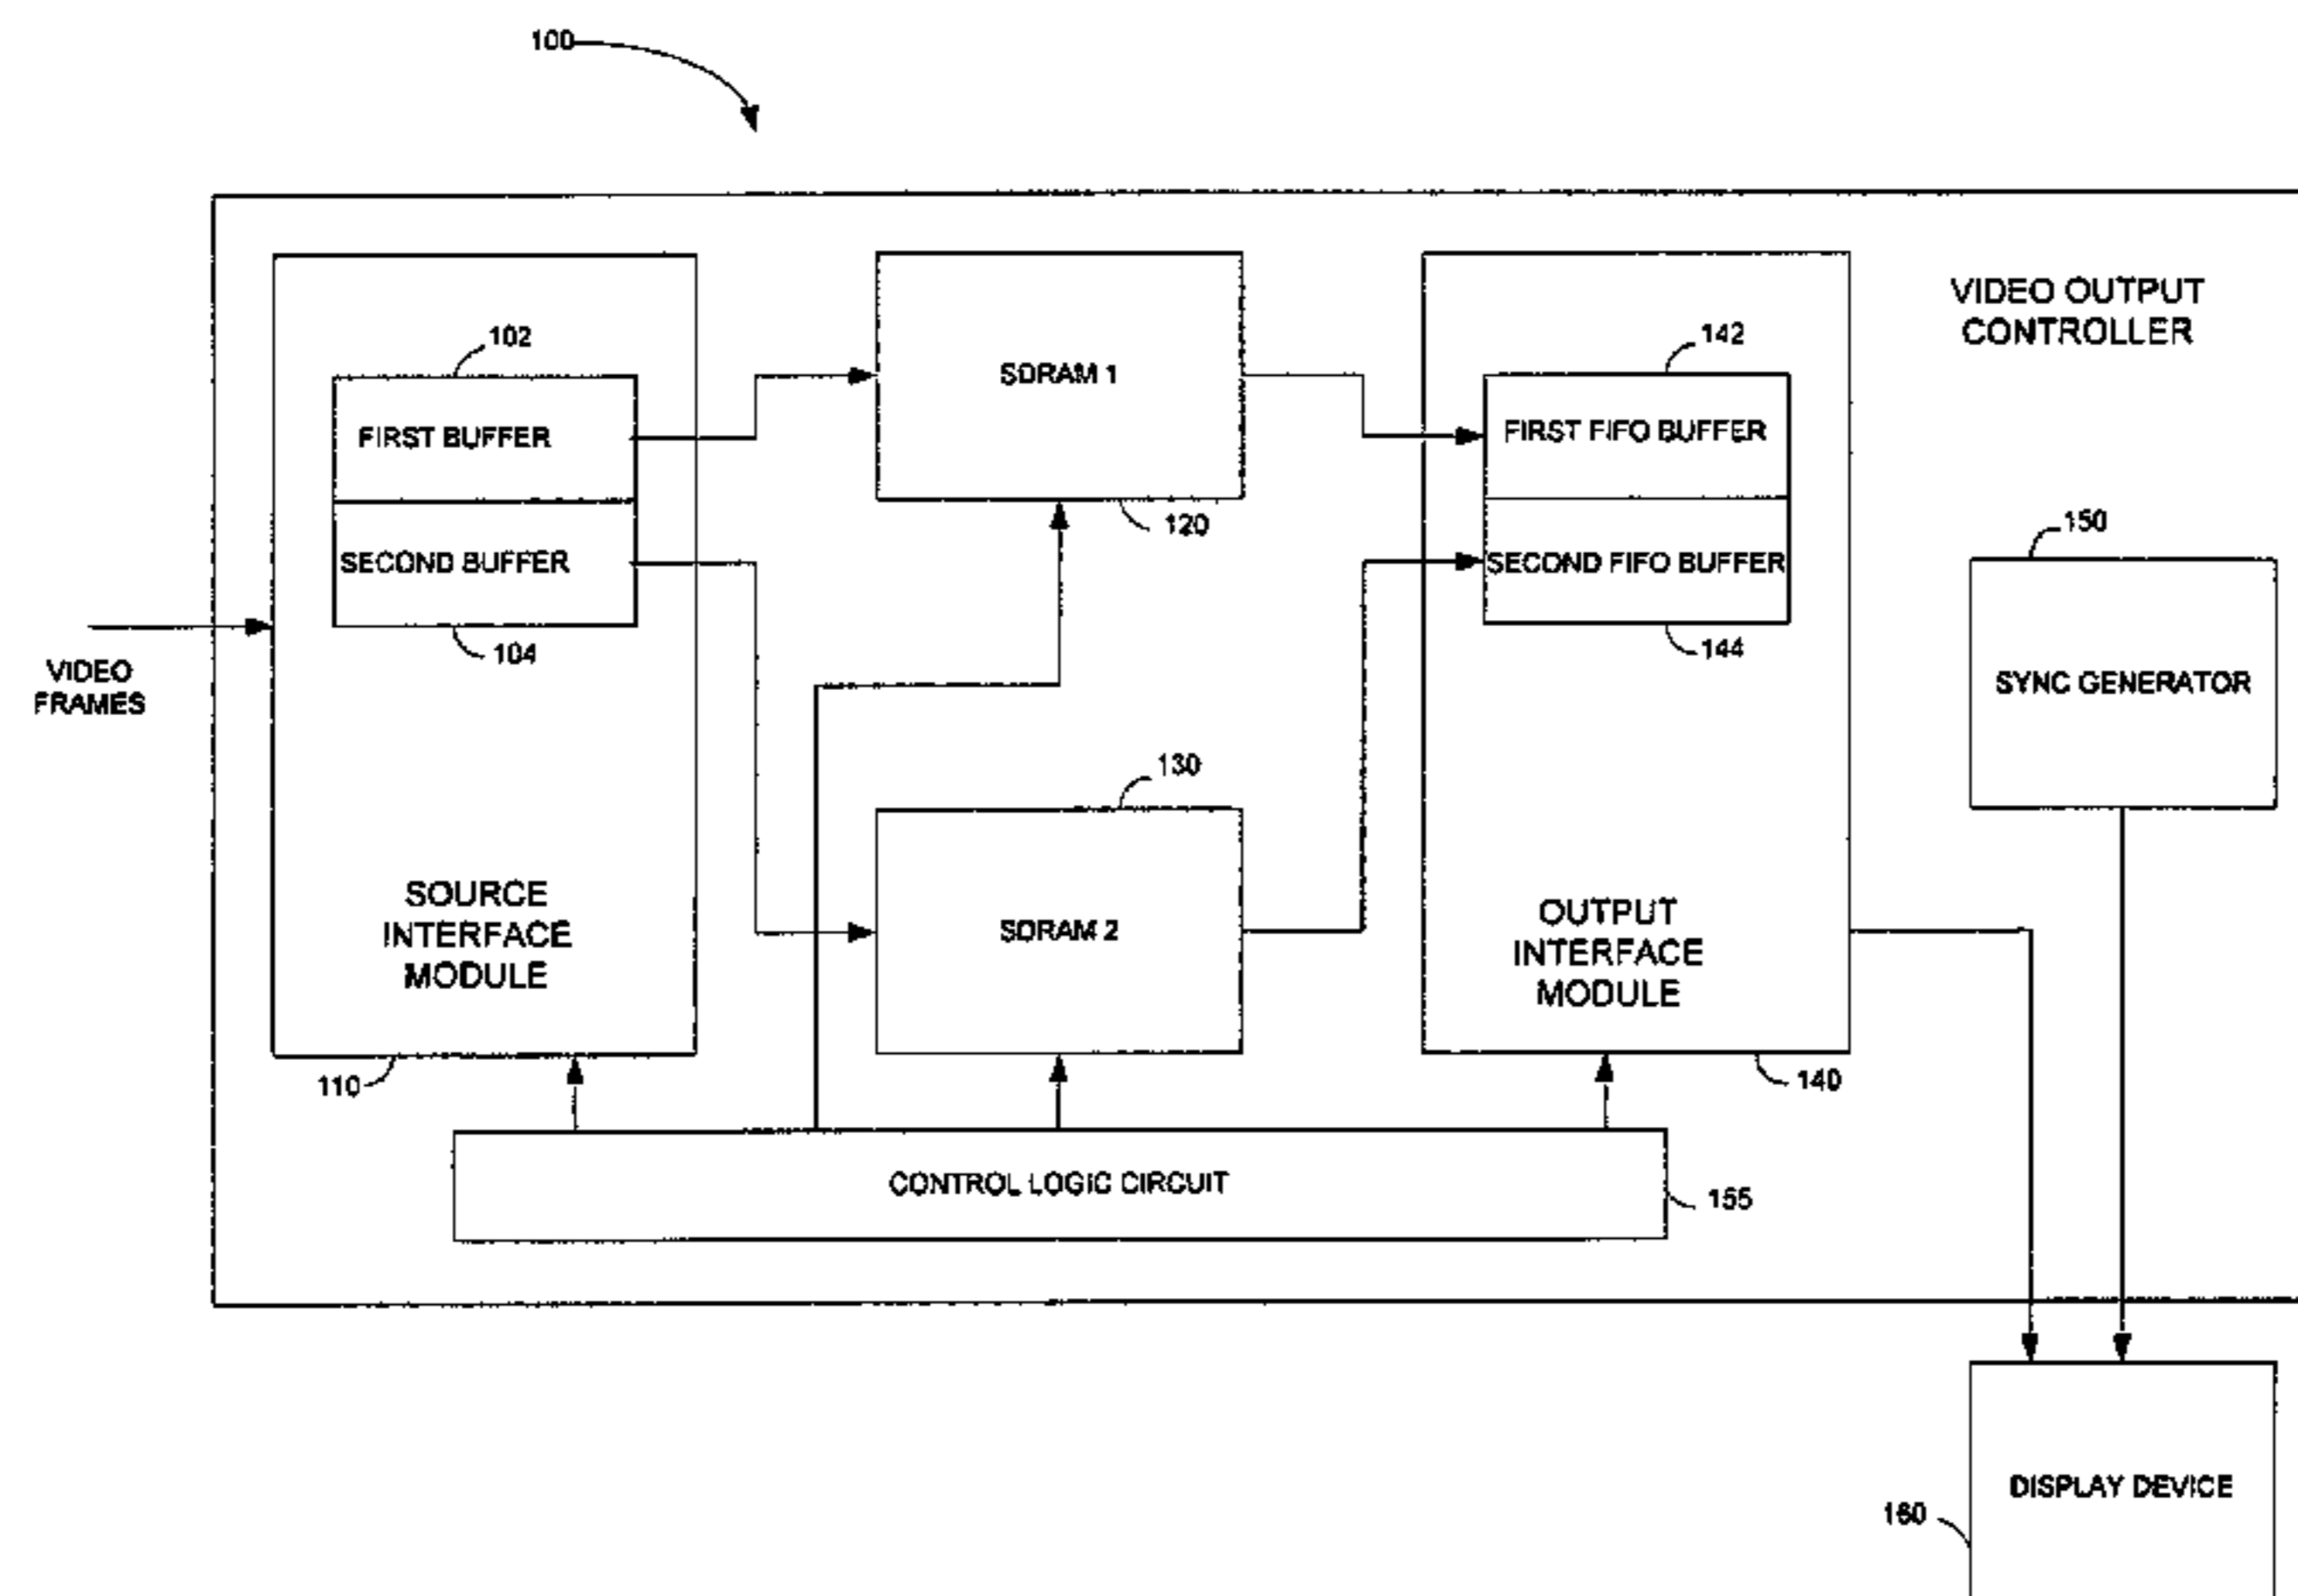 100
VIDEO OUTPUT
CONTROLLER
102
FIRST BUFFER
SECOND BUFFER
104
VIDEO
FRAMES
SOURCE
INTERFACE
MODULE
110
SDRAM 1
120
130
SDRAM 2
142
FIRST FIFO BUFFER
SECOND FIFO BUFFER
144
OUTPUT
INTERFACE
MODULE
140
150
SYNC GENERATOR
CONTROL LOGIC CIRCUIT
155
DISPLAY DEVICE
160